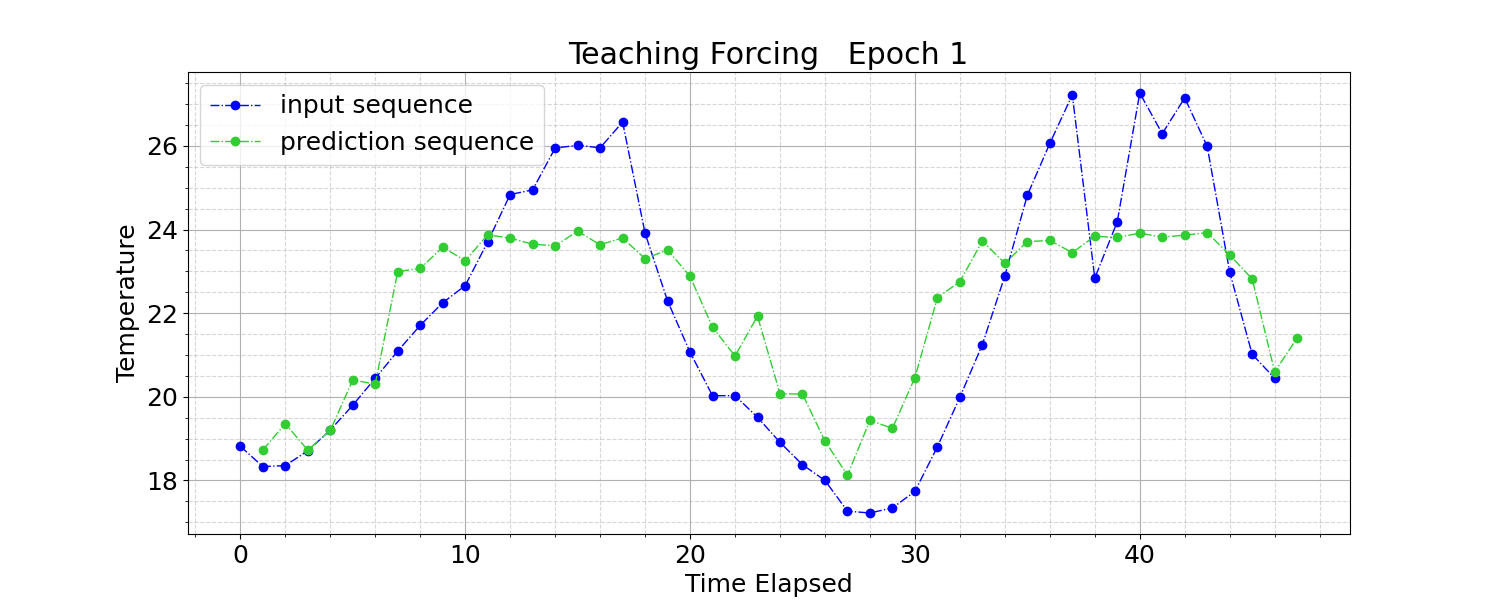 Teaching Forcing   Epoch 1
input sequence
prediction sequence
Temperature
26
24
22
20
18
0 10 20 30 40
Time Elapsed